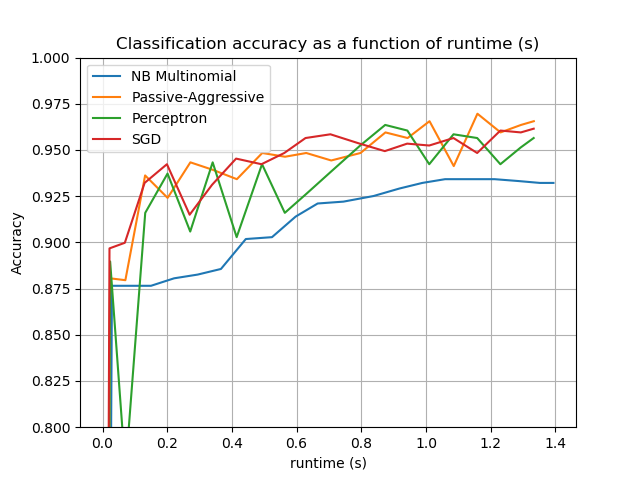 Classification accuracy as a function of runtime (s)
NB Multinomial
Passive-Aggressive
Perceptron
SGD
1.000
0.975
0.950
0.925
0.900
0.875
0.850
0.825
0.800
Accuracy
0.0 0.2 0.4 0.6 0.8 1.0 1.2 1.4
runtime (s)